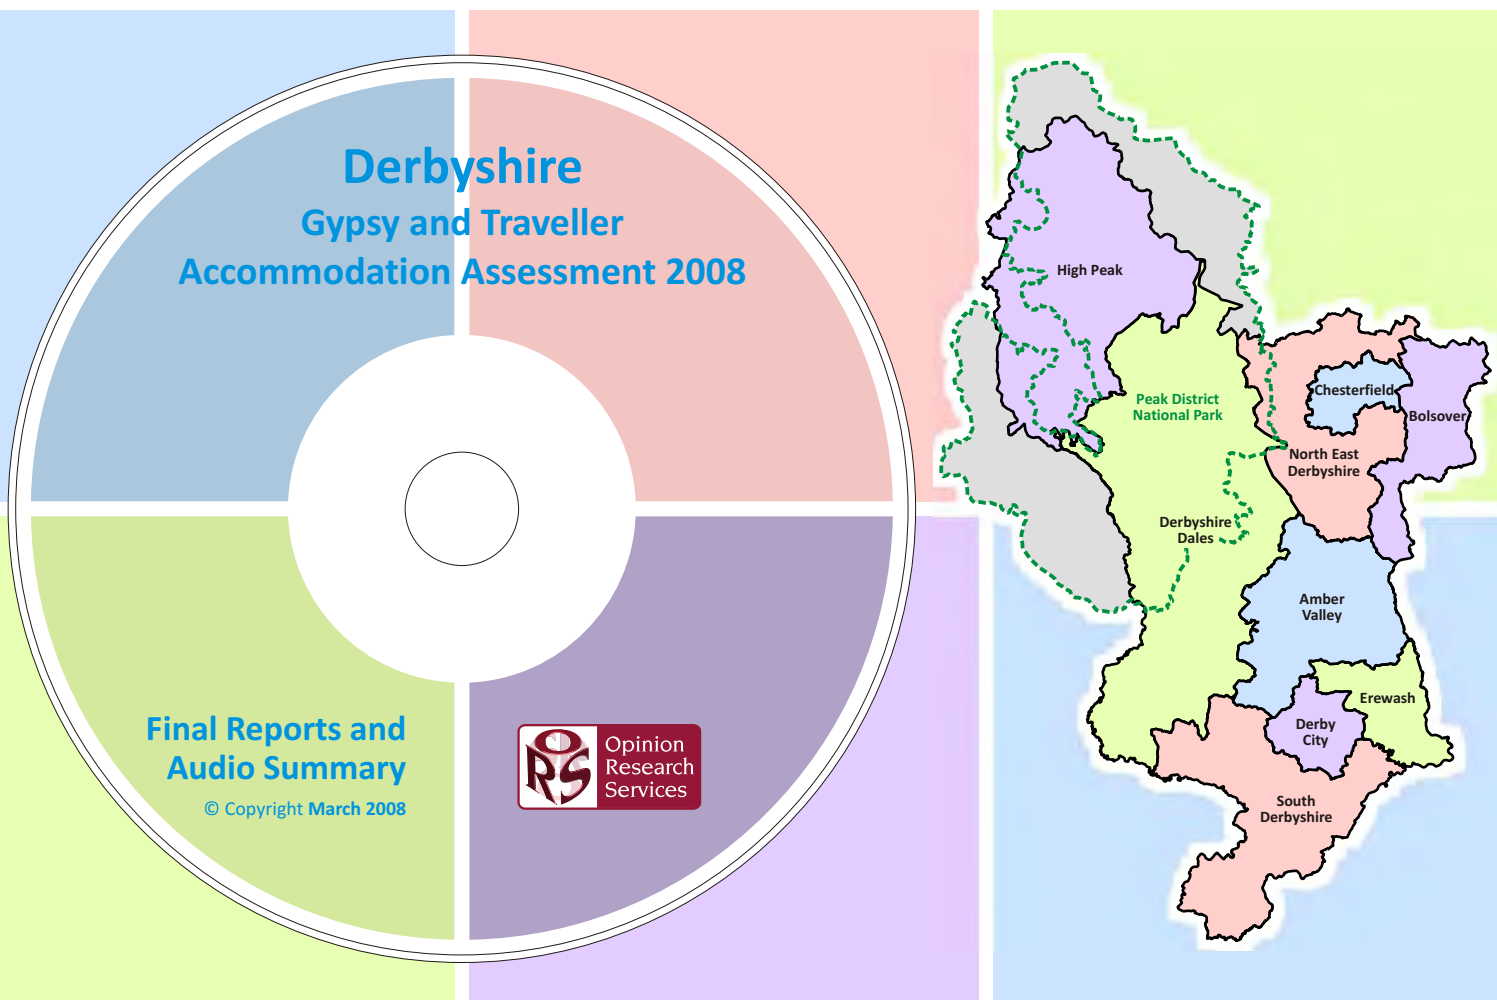 Derbyshire
Gypsy and Traveller
Accommodation Assessment 2008
Final Reports and
Audio Summary
© Copyright March 2008
ORS
Opinion
Research
Services
High Peak
Peak District
National Park
Chesterfield
Bolsover
North East
Derbyshire
Derbyshire
Dales
Amber
Valley
Erewash
Derby
City
South
Derbyshire